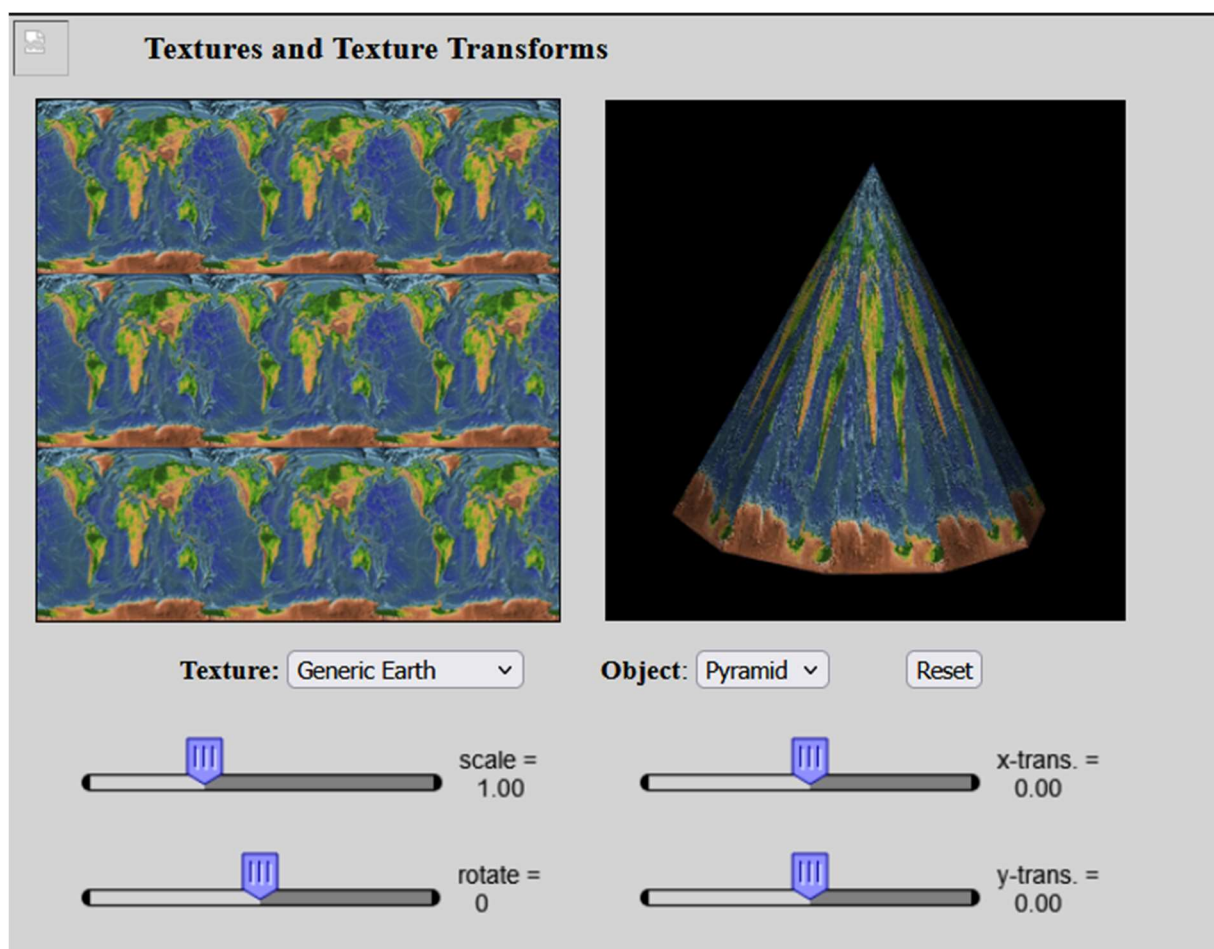 Textures and Texture Transforms
Texture: Generic Earth Object: Pyramid Reset
scale =
1.00
x-trans. =
0.00
rotate =
0
y-trans. =
0.00